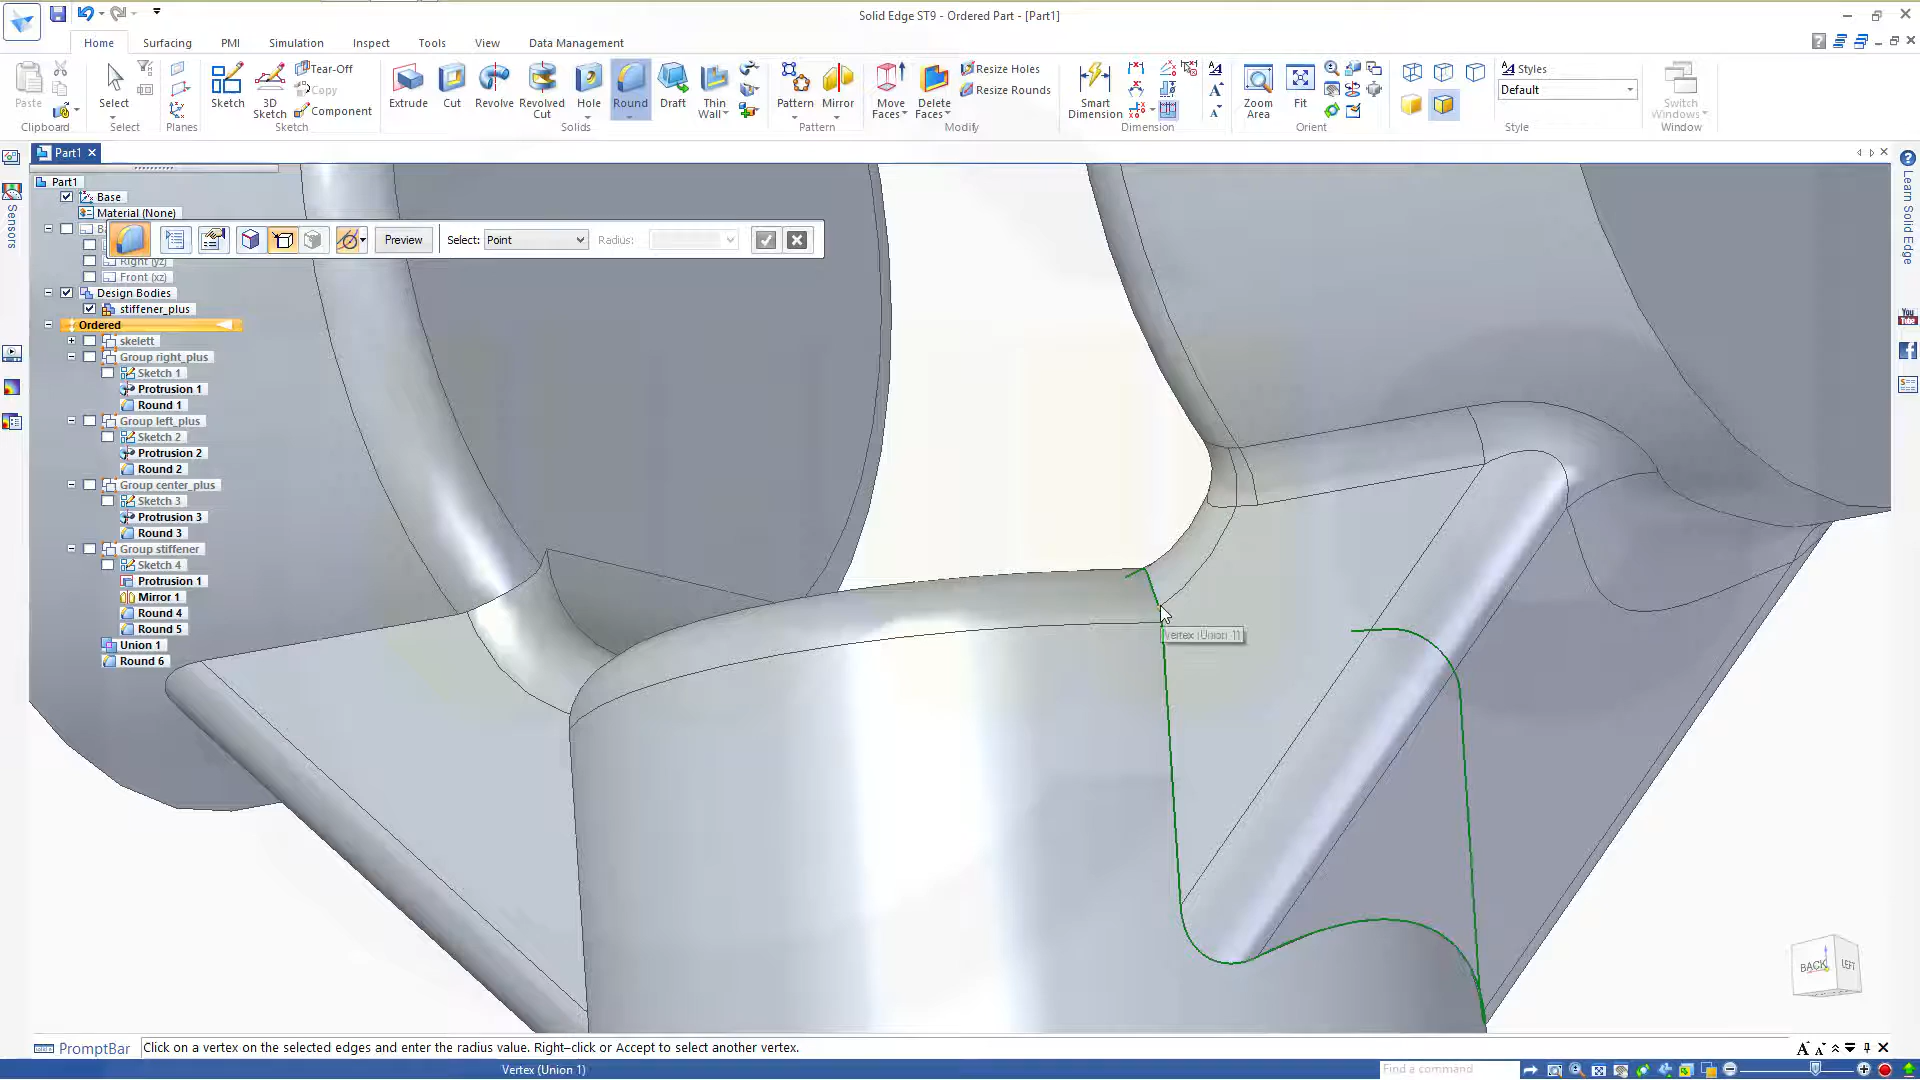 Solid Edge ST9 - Ordered Part - [Part1]
Home Surfacing PMI Simulation Inspect Tools View Data Management
Paste
Clipboard
Select
Select
Planes
Sketch
3D Sketch
Tear-Off
Copy
Component
Sketch
Extrude
Cut
Revolve
Revolved Cut
Hole
Round
Draft
Thin Wall
Solids
Pattern
Mirror
Pattern
Move Faces
Delete Faces
Resize Holes
Resize Rounds
Modify
Smart Dimension
Dimension
Zoom Area
Fit
Orient
Styles
Default
Style
Switch Windows
Window
Part1
Part1
Base
Material (None)
Preview Select: Point Radius:
Right (yz)
Front (xz)
Design Bodies
stiffener_plus
Ordered
skelett
Group right_plus
Sketch 1
Protrusion 1
Round 1
Group left_plus
Sketch 2
Protrusion 2
Round 2
Group center_plus
Sketch 3
Protrusion 3
Round 3
Group stiffener
Sketch 4
Protrusion 1
Mirror 1
Round 4
Round 5
Union 1
Round 6
Sensors
Learn Solid Edge
You
Tube
Vertex (Union 1)
BACK
LEFT
PromptBar Click on a vertex on the selected edges and enter the radius value. Right-click or Accept to select another vertex.
Vertex (Union 1)
Find a command